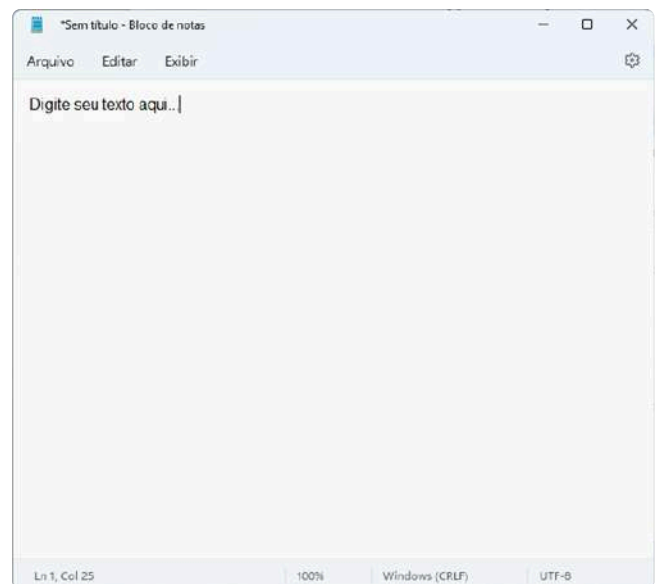 *Sem título - Bloco de notas
Arquivo Editar Exibir
Digite seu texto aqui...
Ln 1, Col 25 100% Windows (CRLF) UTF-8